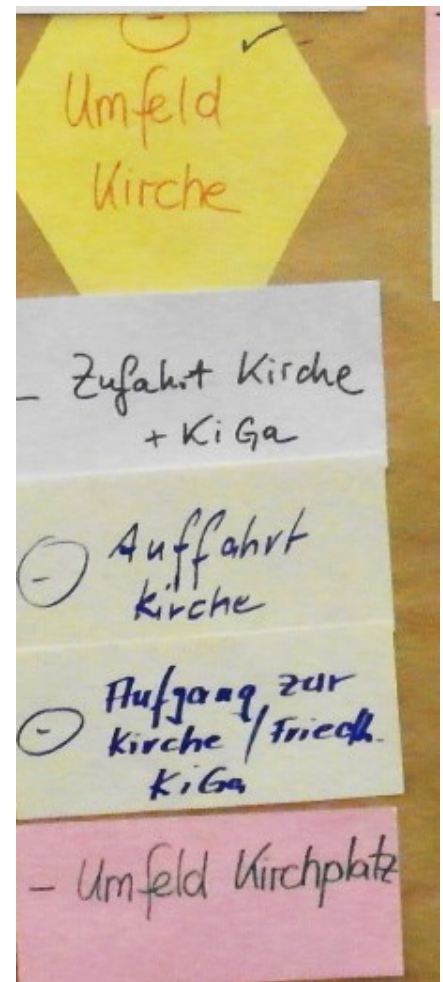 Umfeld
Kirche
- Zufahrt Kirche
+ KiGa
- Auffahrt
Kirche
- Aufgang zur
Kirche / Friedh.
KiGa
- Umfeld Kirchplatz